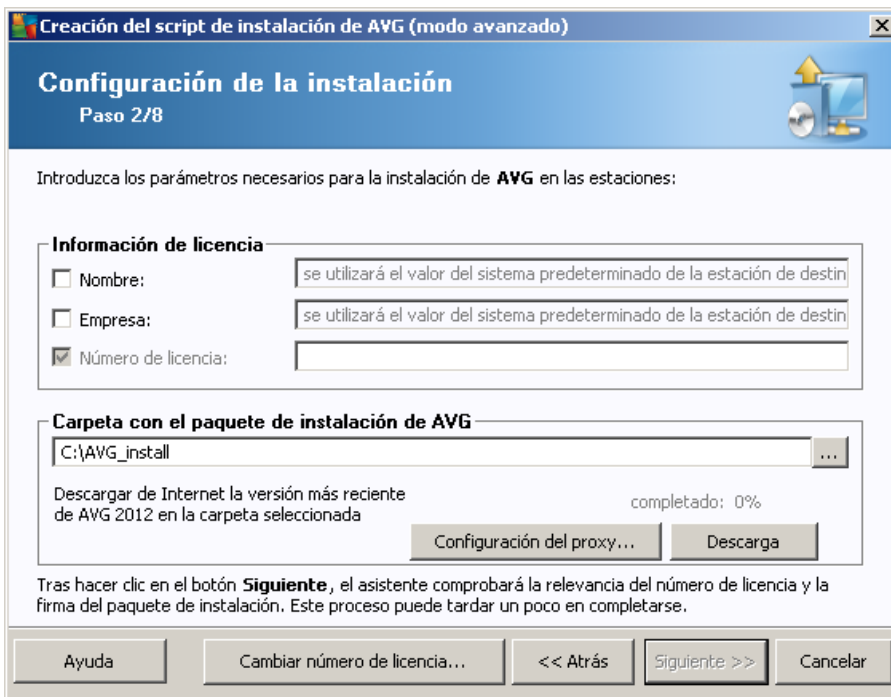 Creación del script de instalación de AVG (modo avanzado)
Configuración de la instalación
Paso 2/8
Introduzca los parámetros necesarios para la instalación de AVG en las estaciones:
Información de licencia
Nombre: se utilizará el valor del sistema predeterminado de la estación de destin
Empresa: se utilizará el valor del sistema predeterminado de la estación de destin
Número de licencia:
Carpeta con el paquete de instalación de AVG
C:\AVG_install ...
Descargar de Internet la versión más reciente
de AVG 2012 en la carpeta seleccionada
completado: 0%
Configuración del proxy... Descarga
Tras hacer clic en el botón Siguiente, el asistente comprobará la relevancia del número de licencia y la
firma del paquete de instalación. Este proceso puede tardar un poco en completarse.
Ayuda Cambiar número de licencia... << Atrás Siguiente >> Cancelar